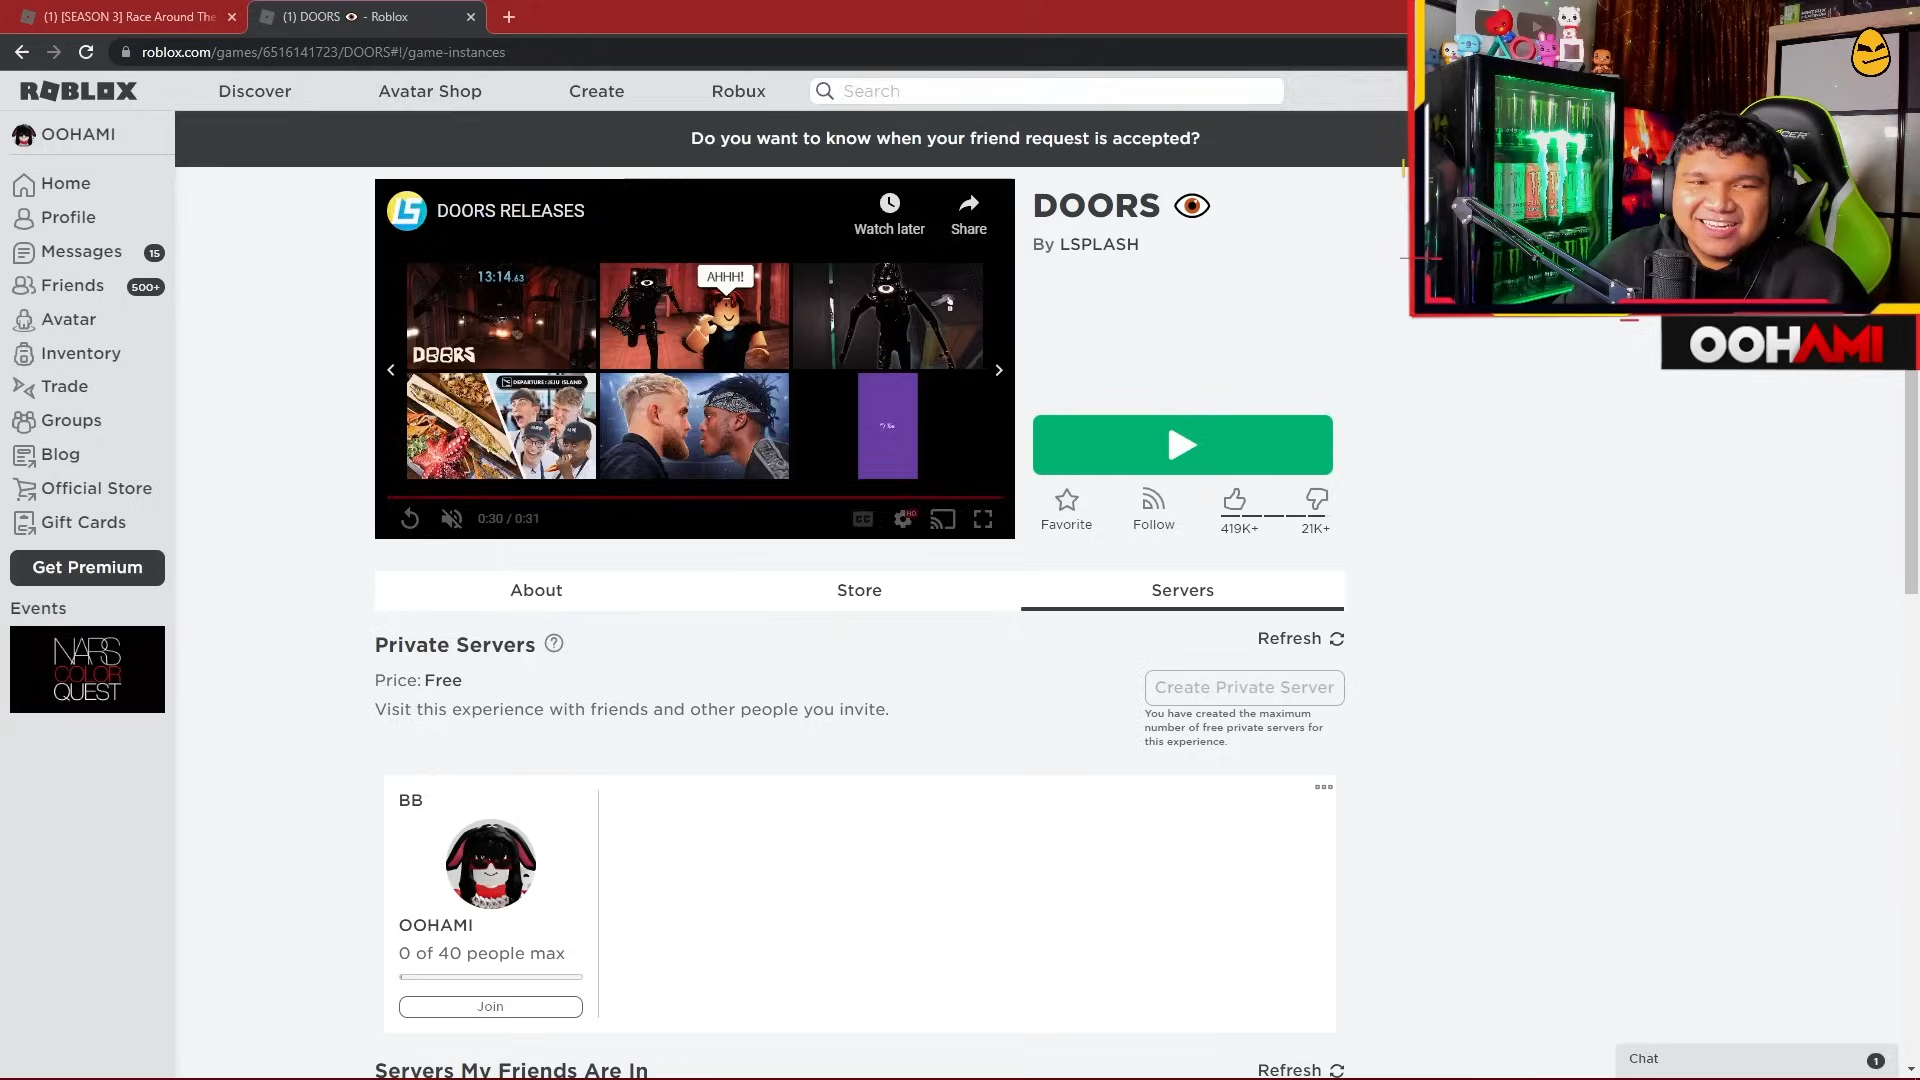 (1) [SEASON 3] Race Around The
(1) DOORS - Roblox
roblox.com/games/6516141723/DOORS#!/game-instances
ROBLOX
Discover
Avatar Shop
Create
Robux
Search
OOHAMI
Do you want to know when your friend request is accepted?
Home
Profile
Messages 15
Friends 500+
Avatar
Inventory
Trade
Groups
Blog
Official Store
Gift Cards
Get Premium
Events
NARS
COLOR
QUEST
DOORS RELEASES
Watch later
Share
13:14.63
DOORS
AHHH!
DEPARTURE: JEJU ISLAND
0:30 / 0:31
CC
HD
DOORS
By LSPLASH
Favorite
Follow
419K+
21K+
About
Store
Servers
Private Servers
Refresh
Price: Free
Visit this experience with friends and other people you invite.
Create Private Server
You have created the maximum
number of free private servers for
this experience.
BB
OOHAMI
0 of 40 people max
Join
Servers My Friends Are In
Refresh
Chat 1
OOHAMI